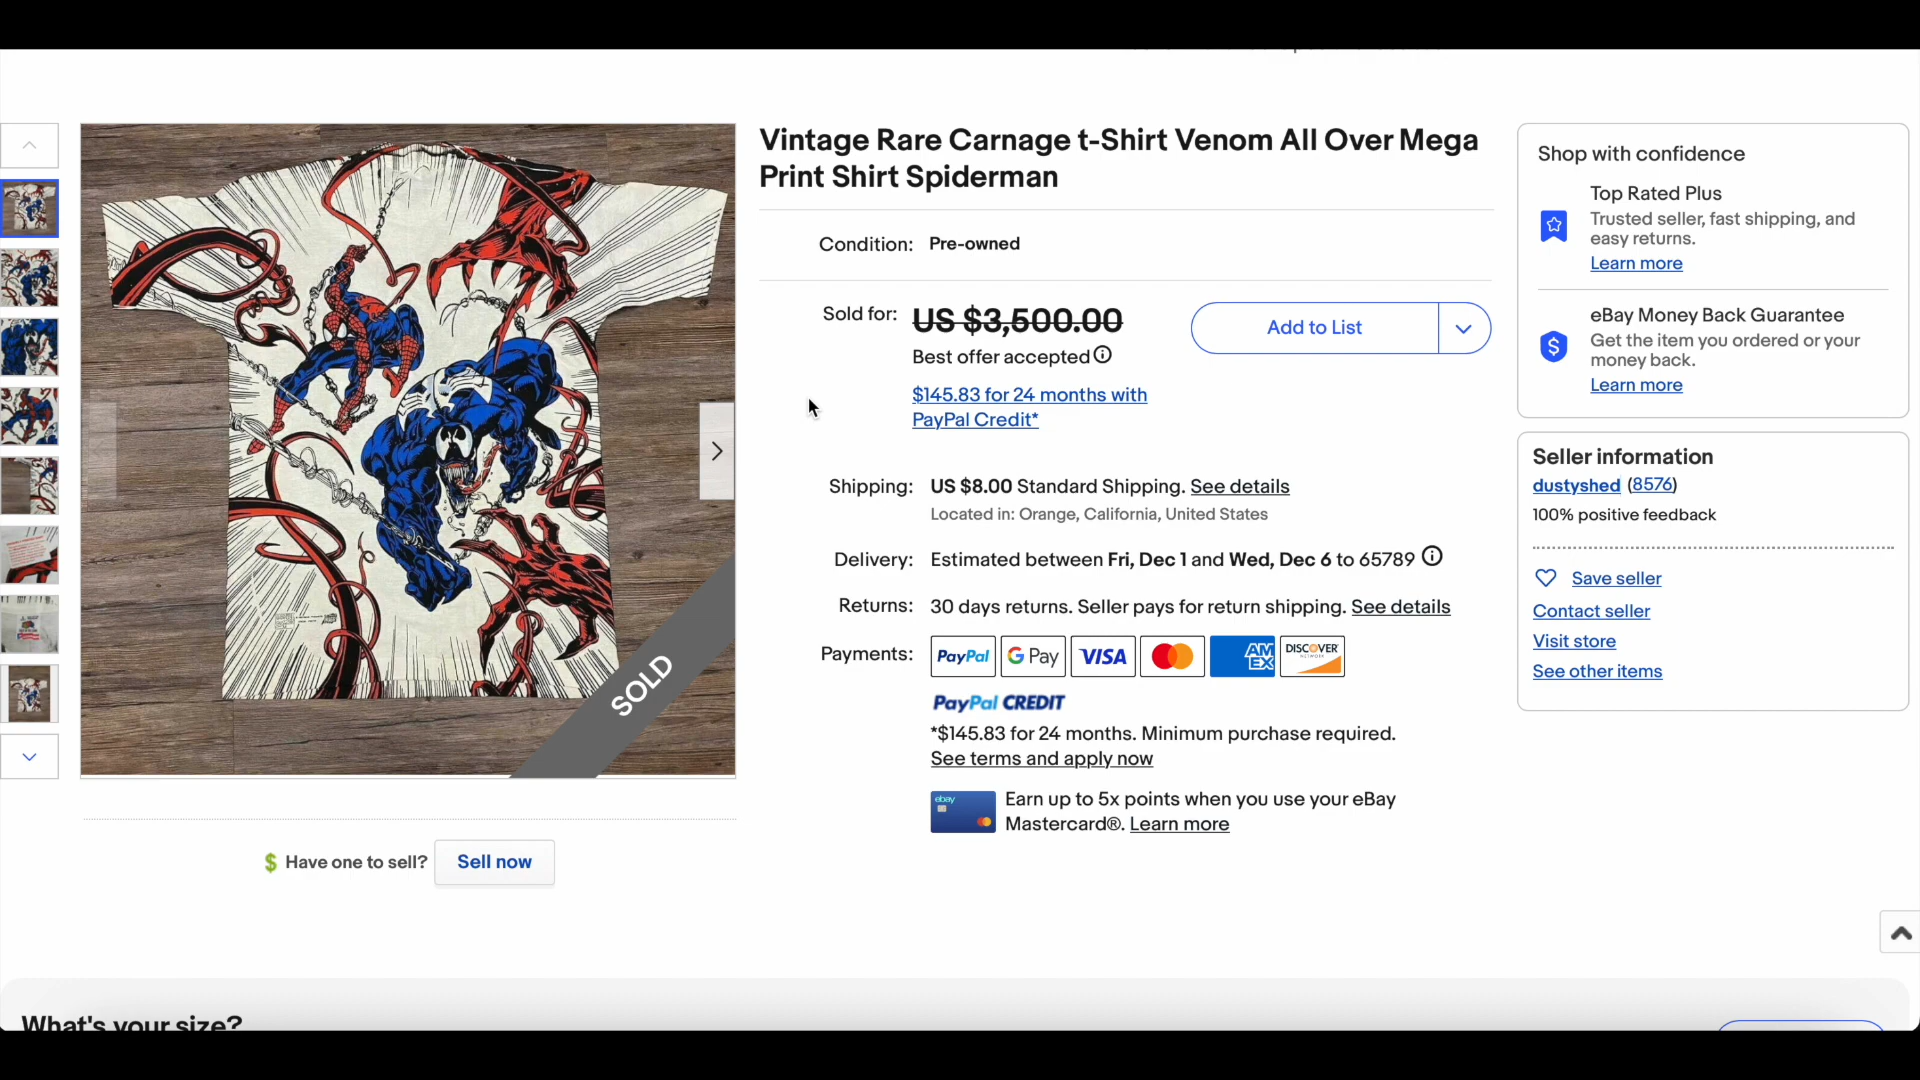 Vintage Rare Carnage t-Shirt Venom All Over Mega
Print Shirt Spiderman
Condition: Pre-owned
Sold for: US $3,500.00
Best offer accepted
$145.83 for 24 months with
PayPal Credit*
Add to List
Shipping: US $8.00 Standard Shipping. See details
Located in: Orange, California, United States
Delivery: Estimated between Fri, Dec 1 and Wed, Dec 6 to 65789
Returns: 30 days returns. Seller pays for return shipping. See details
Payments: PayPal G Pay VISA AM EX DISCOVER
PayPal CREDIT
*$145.83 for 24 months. Minimum purchase required.
See terms and apply now
ebay
Earn up to 5x points when you use your eBay
Mastercard®. Learn more
Shop with confidence
Top Rated Plus
Trusted seller, fast shipping, and
easy returns.
Learn more
eBay Money Back Guarantee
Get the item you ordered or your
money back.
Learn more
Seller information
dustyshed (8576)
100% positive feedback
Save seller
Contact seller
Visit store
See other items
SOLD
Have one to sell? Sell now
What's your size?